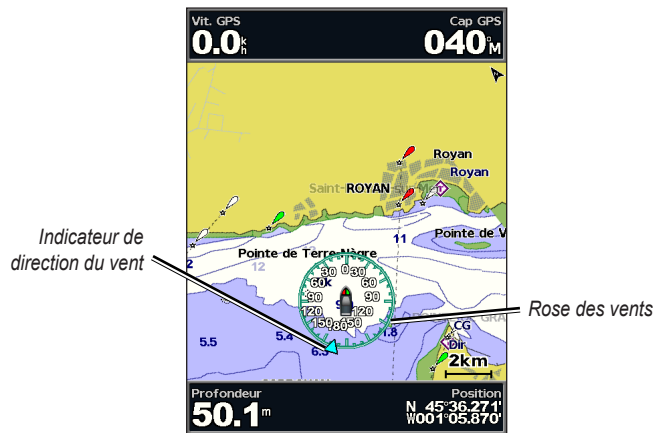 Vit. GPS
0.0 k/h
Cap GPS
040°M
Royan
Royan
ROYAN
Saint-
sur-Mer
11
Pointe de V
Pointe de Terre-Nègre
2
12
30 0 30
60 60
90 90
120 120
150 180 150
1.8
5.5
5.4
6.3
GRA
CG
Dir
2km
Indicateur de
direction du vent
Rose des vents
Profondeur
50.1m
Position
N 45°36.271'
W001°05.870'